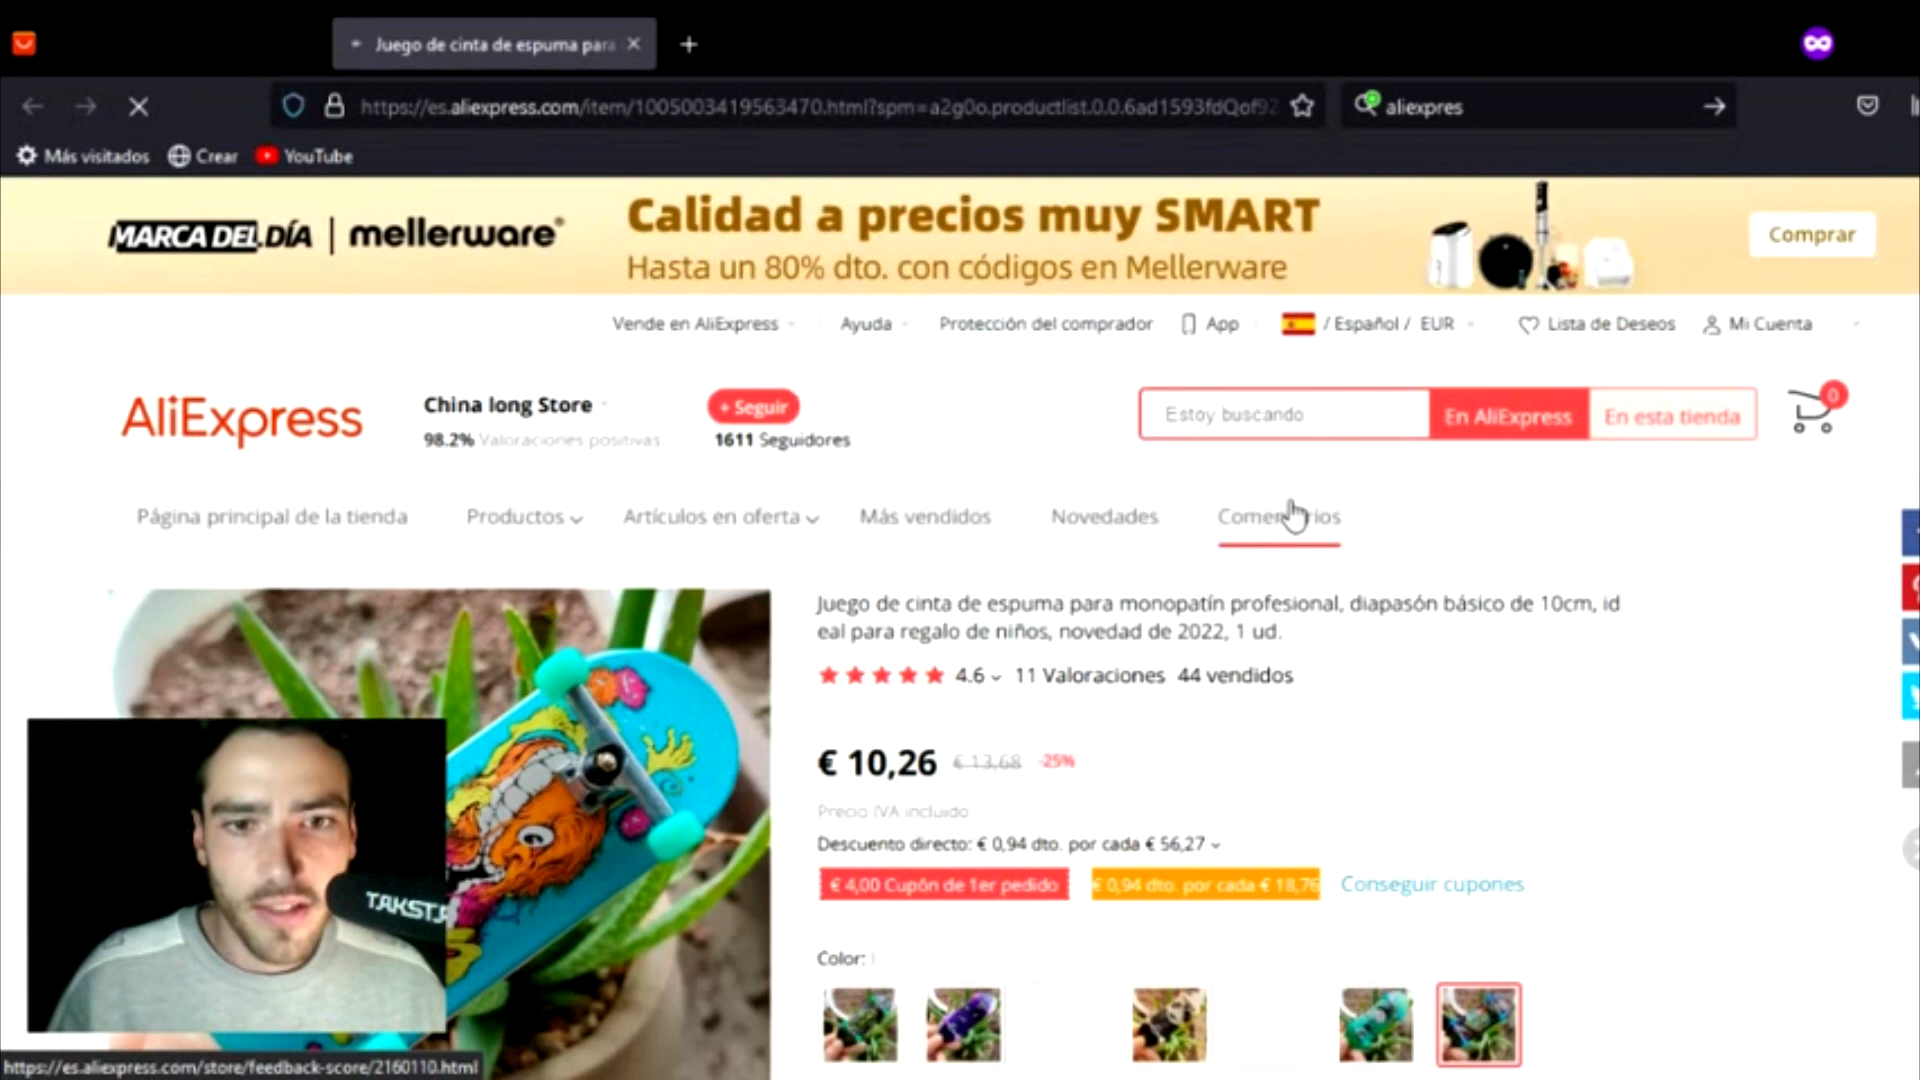 Juego de cinta de espuma para
https://es.aliexpress.com/item/1005003419563470.html?spm=a2g0o.productlist.0.0.6ad1593fdQof9
aliexpres
Más visitados
Crear
YouTube
MARCA DEL DÍA | mellerware®
Calidad a precios muy SMART
Hasta un 80% dto. con códigos en Mellerware
Comprar
Vende en AliExpress
Ayuda
Protección del comprador
App
/ Español / EUR
Lista de Deseos
Mi Cuenta
AliExpress
China long Store
+ Seguir
98.2% Valoraciones positivas
1611 Seguidores
Estoy buscando
En AliExpress
En esta tienda
0
Página principal de la tienda
Productos
Artículos en oferta
Más vendidos
Novedades
Juego de cinta de espuma para monopatín profesional, diapasón básico de 10cm, id
eal para regalo de niños, novedad de 2022, 1 ud.
4.6
11 Valoraciones
44 vendidos
€ 10,26
€ 13,68
-25%
Precio IVA incluido
Descuento directo: € 0,94 dto. por cada € 56,27
€ 4,00 Cupón de 1er pedido
€ 0,94 dto. por cada € 18,76
Conseguir cupones
Color:
https://es.aliexpress.com/store/feedback-score/2160110.html